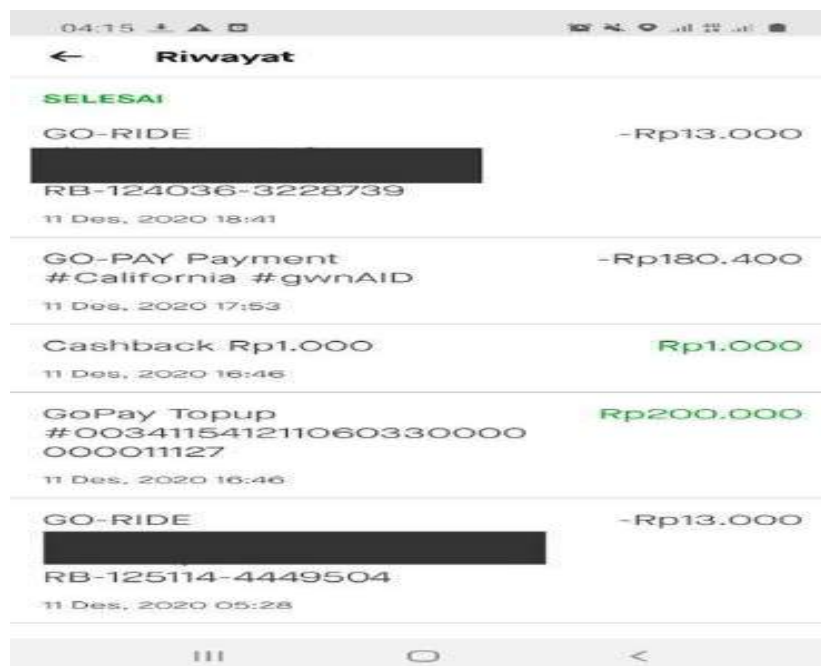 04:15
Riwayat
SELESAI
GO-RIDE -Rp13.000
RB-124036-3228739
11 Des, 2020 18:41
GO-PAY Payment -Rp180.400
#California #gwnAID
11 Des, 2020 17:53
Cashback Rp1.000 Rp1.000
11 Des, 2020 16:46
GoPay Topup Rp200.000
#0034115412110603300​00
000011127
11 Des, 2020 16:46
GO-RIDE -Rp13.000
RB-125114-4449504
11 Des, 2020 05:28